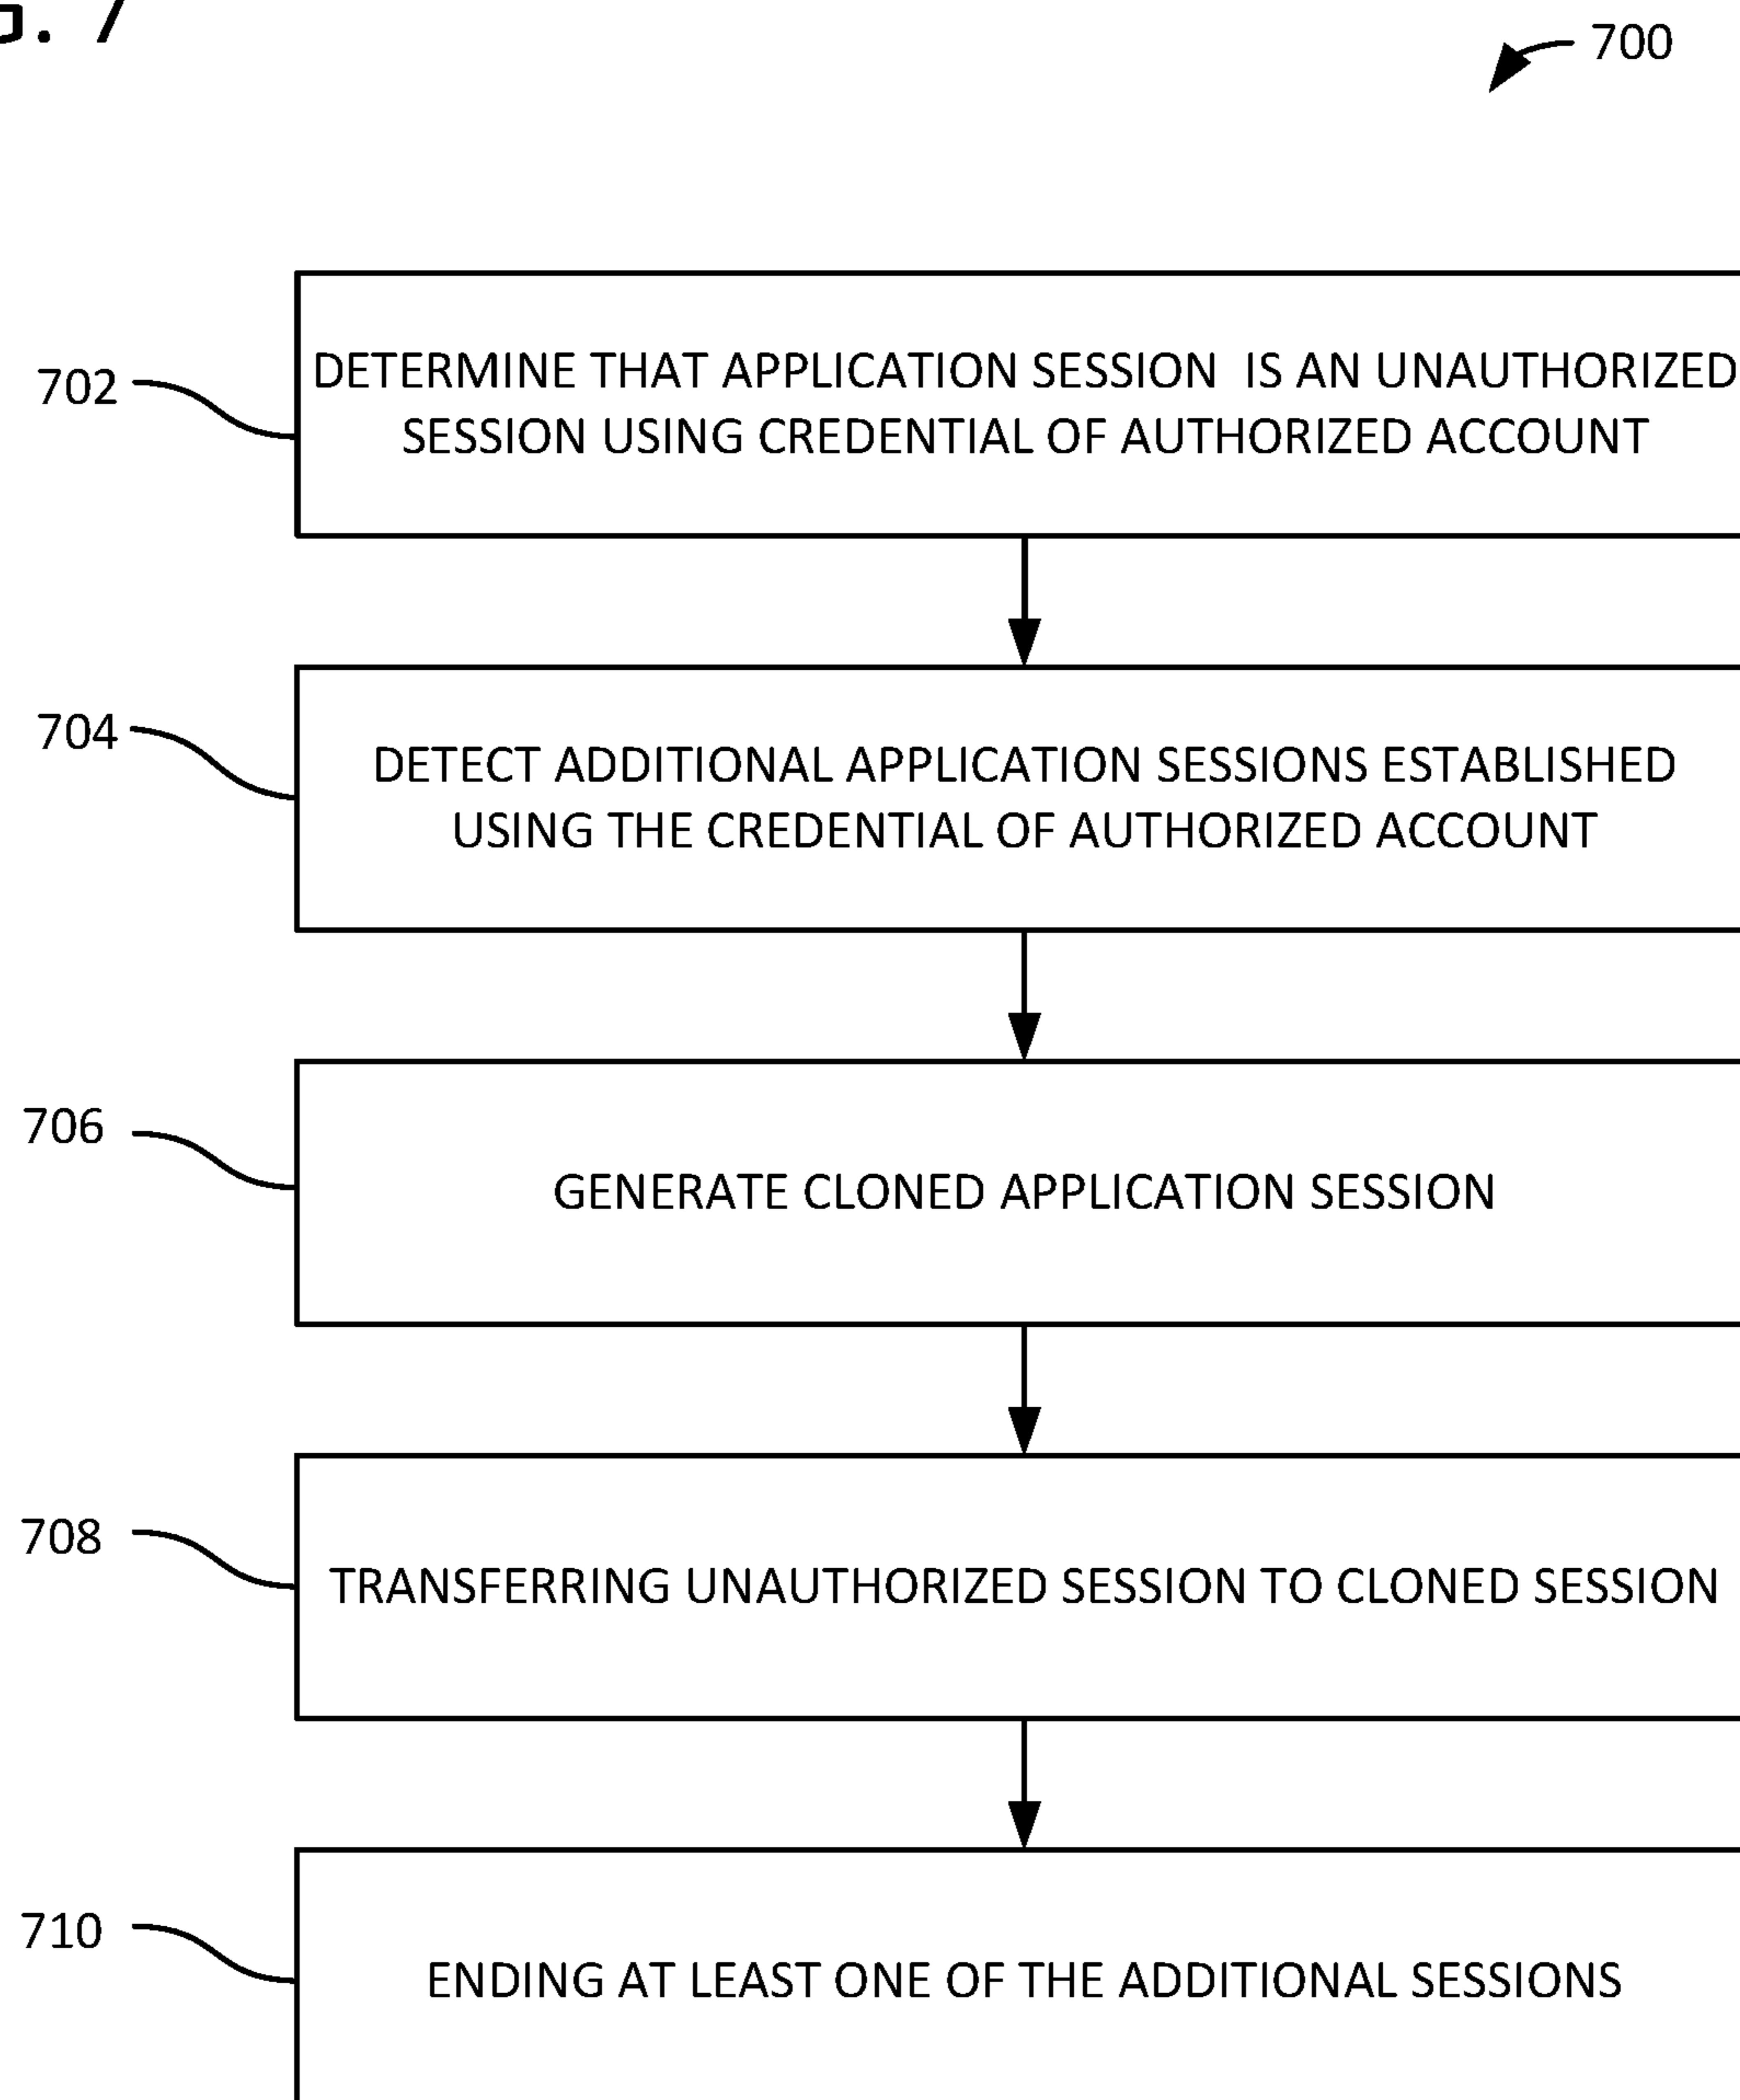 G. 7
700
702
DETERMINE THAT APPLICATION SESSION IS AN UNAUTHORIZED
SESSION USING CREDENTIAL OF AUTHORIZED ACCOUNT
704
DETECT ADDITIONAL APPLICATION SESSIONS ESTABLISHED
USING THE CREDENTIAL OF AUTHORIZED ACCOUNT
706
GENERATE CLONED APPLICATION SESSION
708
TRANSFERRING UNAUTHORIZED SESSION TO CLONED SESSION
710
ENDING AT LEAST ONE OF THE ADDITIONAL SESSIONS